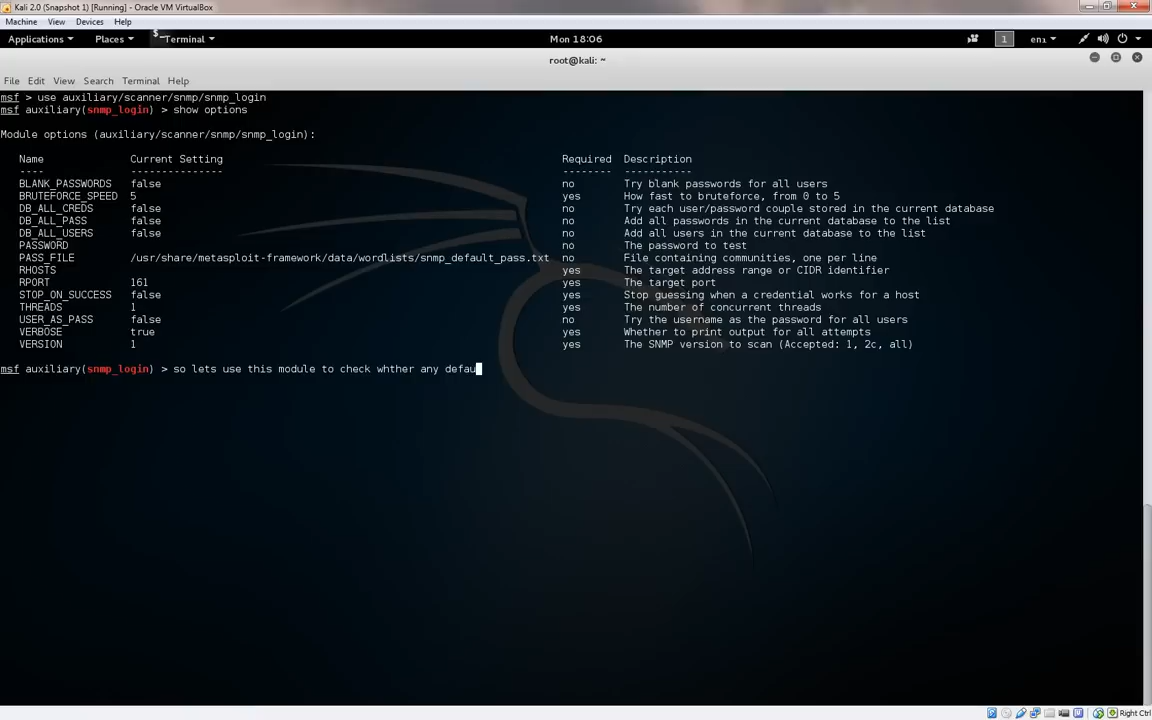 Kali 2.0 (Snapshot 1) [Running] - Oracle VM VirtualBox
Machine View Devices Help
Applications Places $_ Terminal Mon 18:06 1 en1
root@kali: ~
File Edit View Search Terminal Help
msf > use auxiliary/scanner/snmp/snmp_login
msf auxiliary(snmp_login) > show options
Module options (auxiliary/scanner/snmp/snmp_login):
Name Current Setting Required Description
---- --------------- -------- -----------
BLANK_PASSWORDS false no Try blank passwords for all users
BRUTEFORCE_SPEED 5 yes How fast to bruteforce, from 0 to 5
DB_ALL_CREDS false no Try each user/password couple stored in the current database
DB_ALL_PASS false no Add all passwords in the current database to the list
DB_ALL_USERS false no Add all users in the current database to the list
PASSWORD no The password to test
PASS_FILE /usr/share/metasploit-framework/data/wordlists/snmp_default_pass.txt no File containing communities, one per line
RHOSTS yes The target address range or CIDR identifier
RPORT 161 yes The target port
STOP_ON_SUCCESS false yes Stop guessing when a credential works for a host
THREADS 1 yes The number of concurrent threads
USER_AS_PASS false no Try the username as the password for all users
VERBOSE true yes Whether to print output for all attempts
VERSION 1 yes The SNMP version to scan (Accepted: 1, 2c, all)
msf auxiliary(snmp_login) > so lets use this module to check whther any defau
Right Ctrl